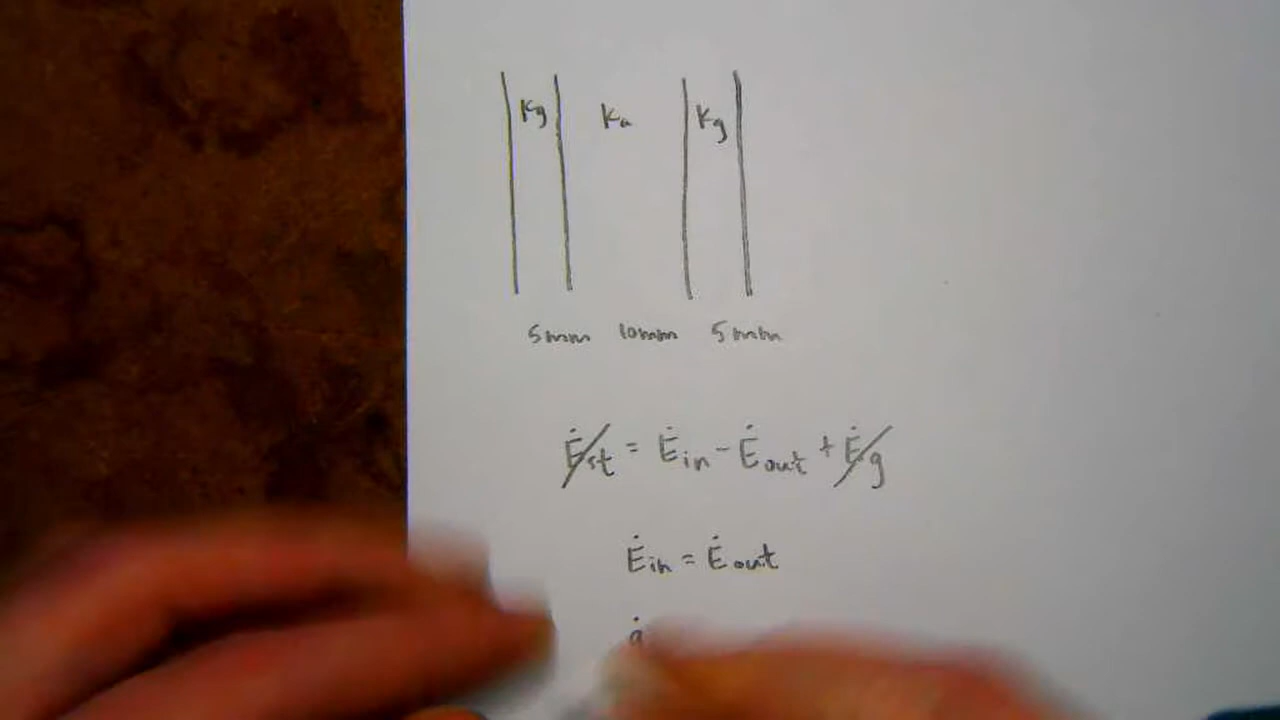 Kg Ka Kg
5mm 10mm 5mm
Ėst = Ėin - Ėout + Ėg
Ėin = Ėout